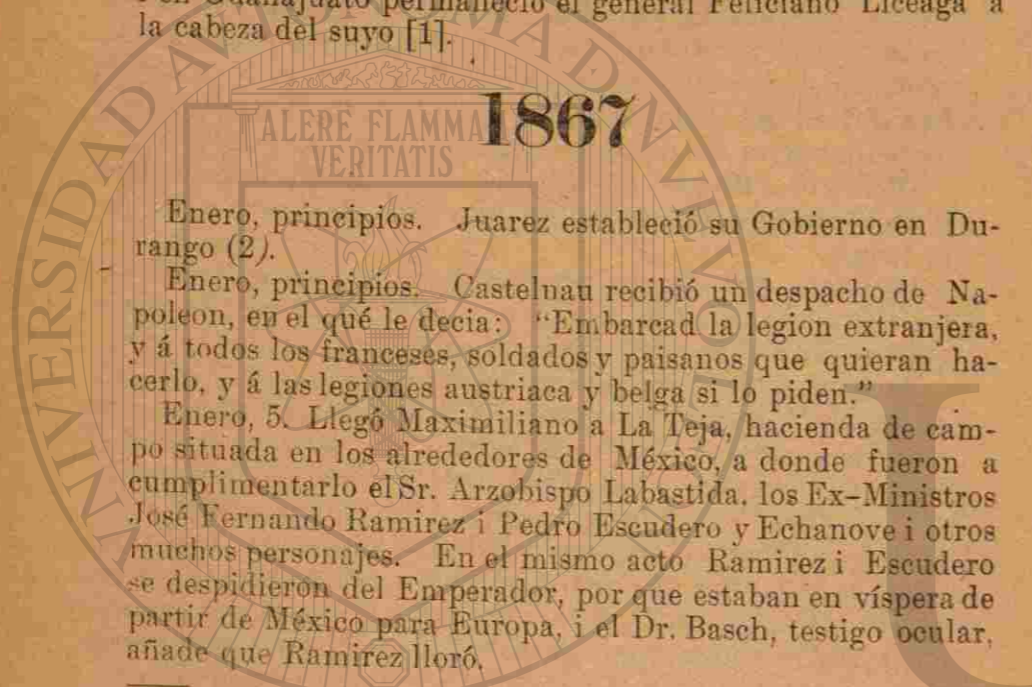 i en Guanajuato permaneció el general Feliciano Liceaga a
la cabeza del suyo [1].
ALERE FLAMMAM
VERITATIS
1867
Enero, principios. Juarez estableció su Gobierno en Du-
rango (2).
Enero, principios. Castelnau recibió un despacho de Na-
poleon, en el qué le decia: “Embarcad la legion extranjera,
y á todos los franceses, soldados y paisanos que quieran ha-
cerlo, y á las legiones austriaca y belga si lo piden.”
Enero, 5. Llegó Maximiliano a La Teja, hacienda de cam-
po situada en los alrededores de México, a donde fueron a
cumplimentarlo el Sr. Arzobispo Labastida, los Ex-Ministros
José Fernando Ramirez i Pedro Escudero y Echanove i otros
muchos personajes. En el mismo acto Ramirez i Escudero
se despidieron del Emperador, por que estaban en víspera de
partir de México para Europa, i el Dr. Basch, testigo ocular,
añade que Ramirez lloró.